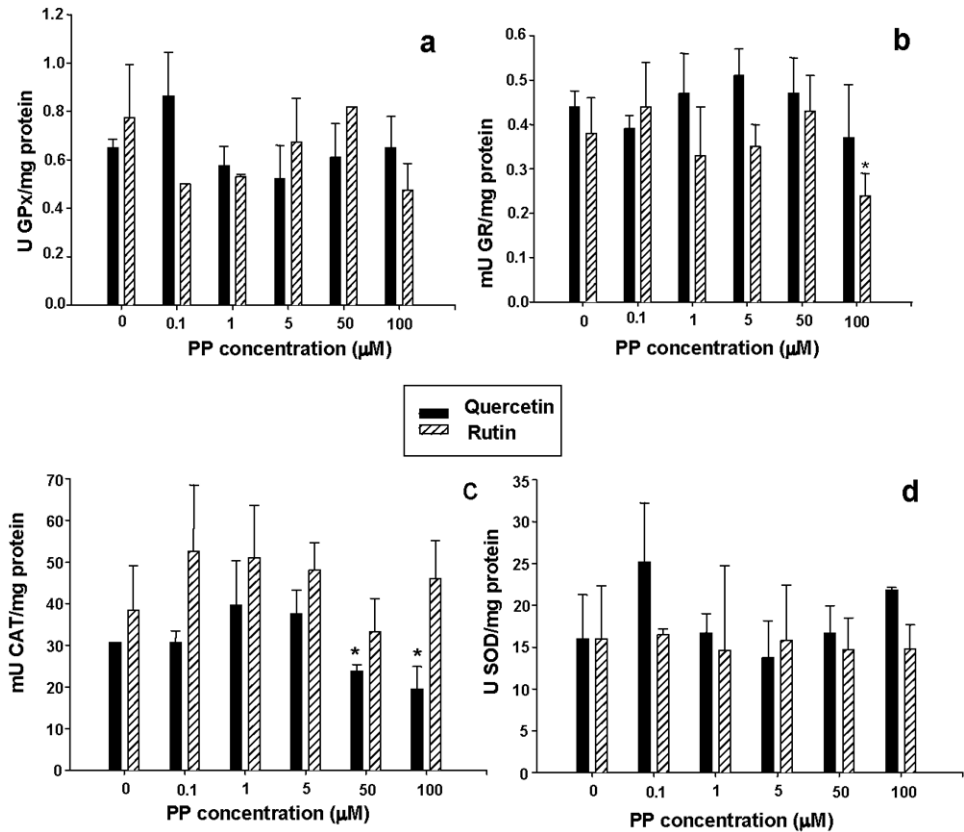 a
U GPx/mg protein
1.2
1.0
0.8
0.6
0.4
0.2
0.0
0 0.1 1 5 50 100
PP concentration (µM)
b
mU GR/mg protein
0.6
0.5
0.4
0.3
0.2
0.1
0.0
*
0 0.1 1 5 50 100
PP concentration (µM)
Quercetin
Rutin
c
mU CAT/mg protein
70
60
50
40
30
20
10
0
* *
0 0.1 1 5 50 100
PP concentration (µM)
d
U SOD/mg protein
35
30
25
20
15
10
5
0
0 0.1 1 5 50 100
PP concentration (µM)